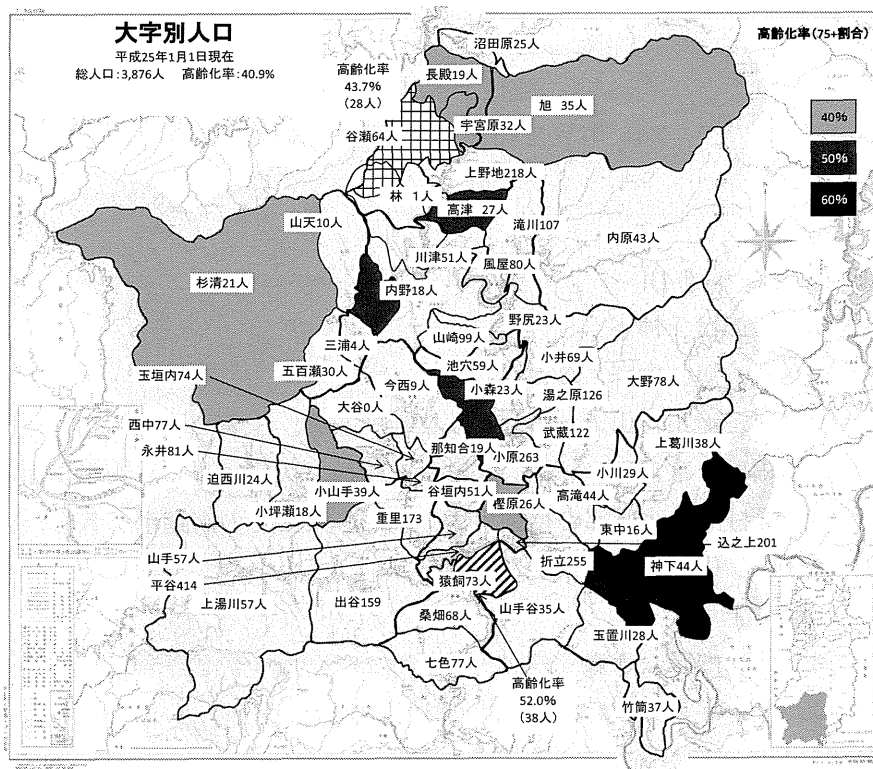 大字別人口
平成25年1月1日現在
総人口：3,876人　高齢化率：40.9%
高齢化率(75+割合)
40%
50%
60%
沼田原25人
高齢化率
43.7%
(28人)
長殿19人
旭　35人
宇宮原32人
谷瀬64人
上野地218人
林　1人
高津　27人
山天10人
滝川107
内原43人
川津51人
風屋80人
杉清21人
内野18人
野尻23人
山崎99人
三浦4人
小井69人
池穴59人
玉垣内74人
五百瀬30人
今西9人
大野78人
小森23人
湯之原126
大谷0人
西中77人
武蔵122
上葛川38人
永井81人
那知合19人
小原263
迫西川24人
小川29人
小山手39人
谷垣内51人
高滝44人
樫原26人
小坪瀬18人
重里173
東中16人
込之上201
山手57人
折立255
神下44人
平谷414
猿飼73人
上湯川57人
出谷159
山手谷35人
桑畑68人
玉置川28人
七色77人
高齢化率
52.0%
(38人)
竹筒37人